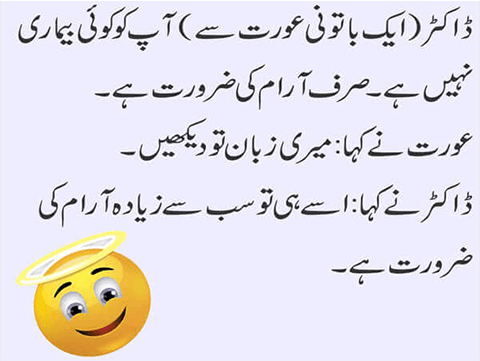 ڈاکٹر (ایک باتونی عورت سے) آپ کو کوئی بیماری
نہیں ہے۔ صرف آرام کی ضرورت ہے۔
عورت نے کہا: میری زبان تو دیکھیں۔
ڈاکٹر نے کہا: اسے ہی تو سب سے زیادہ آرام کی
ضرورت ہے۔